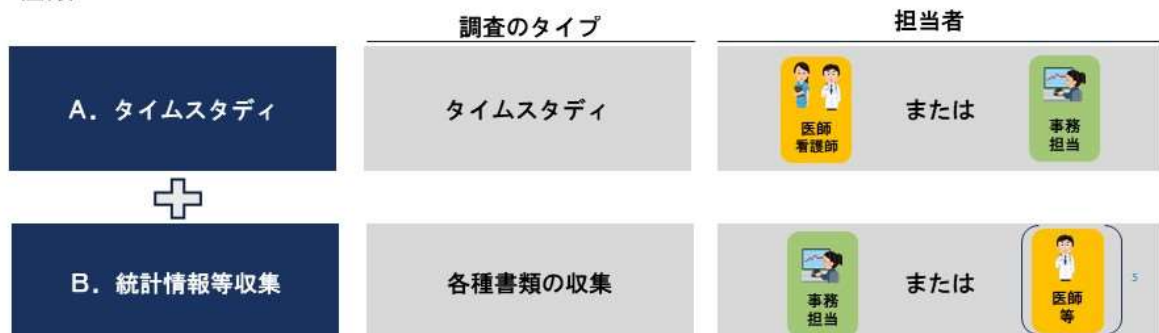 調査のタイプ
担当者
A. タイムスタディ
タイムスタディ
医師
看護師
または
事務
担当
B. 統計情報等収集
各種書類の収集
事務
担当
または
医師
等
5